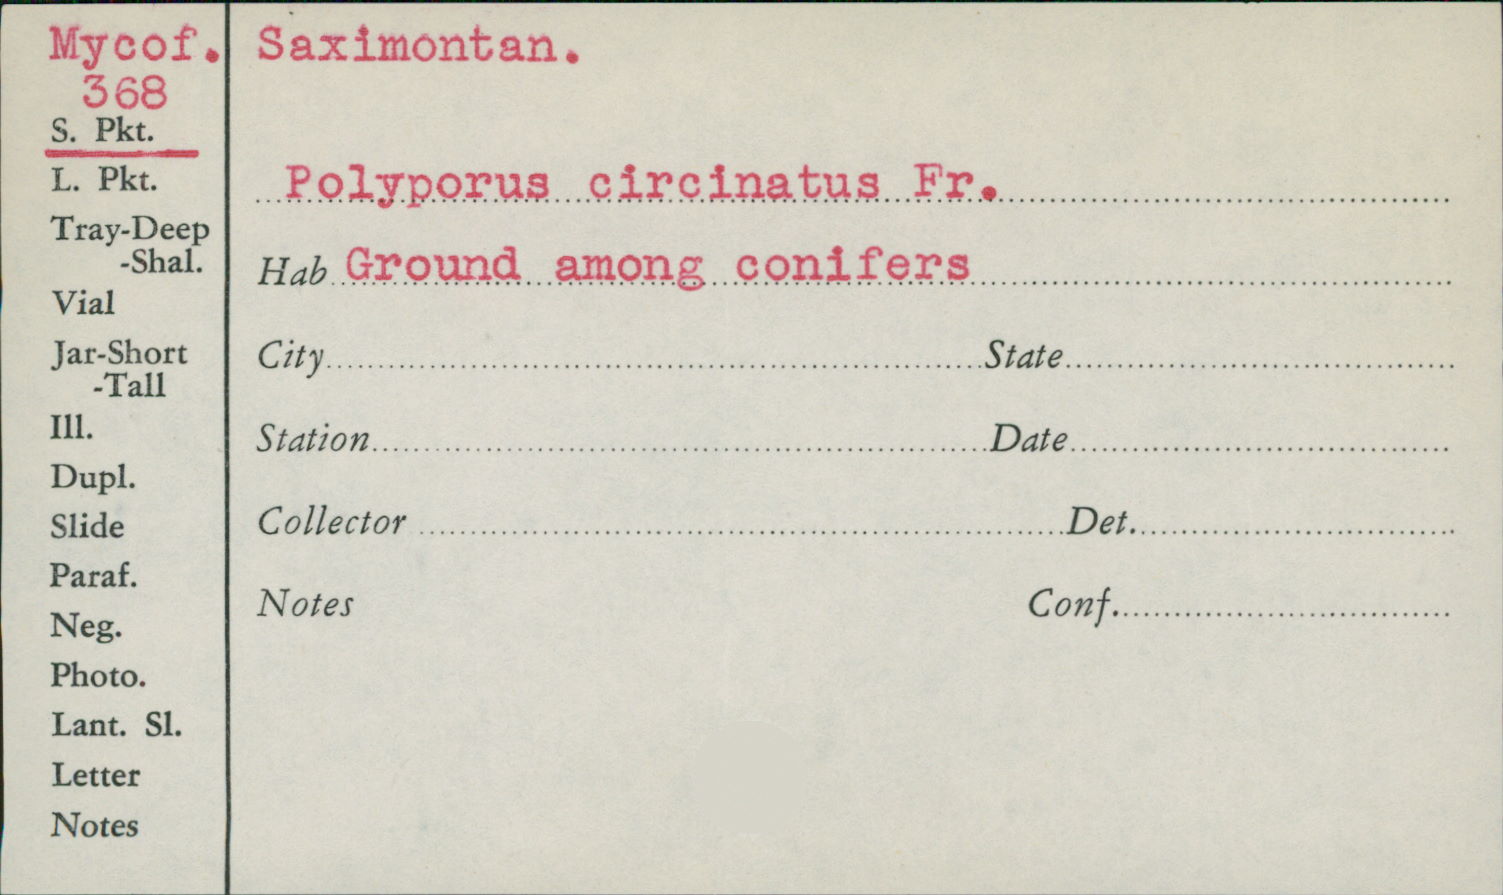 Mycof. Saximontan.
368
S. Pkt.
L. Pkt.
Polyporus circinatus Fr.
Tray-Deep
-Shal.
Hab Ground among conifers
Vial
Jar-Short
-Tall
City State
Ill.
Station Date
Dupl.
Slide
Collector Det.
Paraf.
Neg.
Notes Conf.
Photo.
Lant. Sl.
Letter
Notes